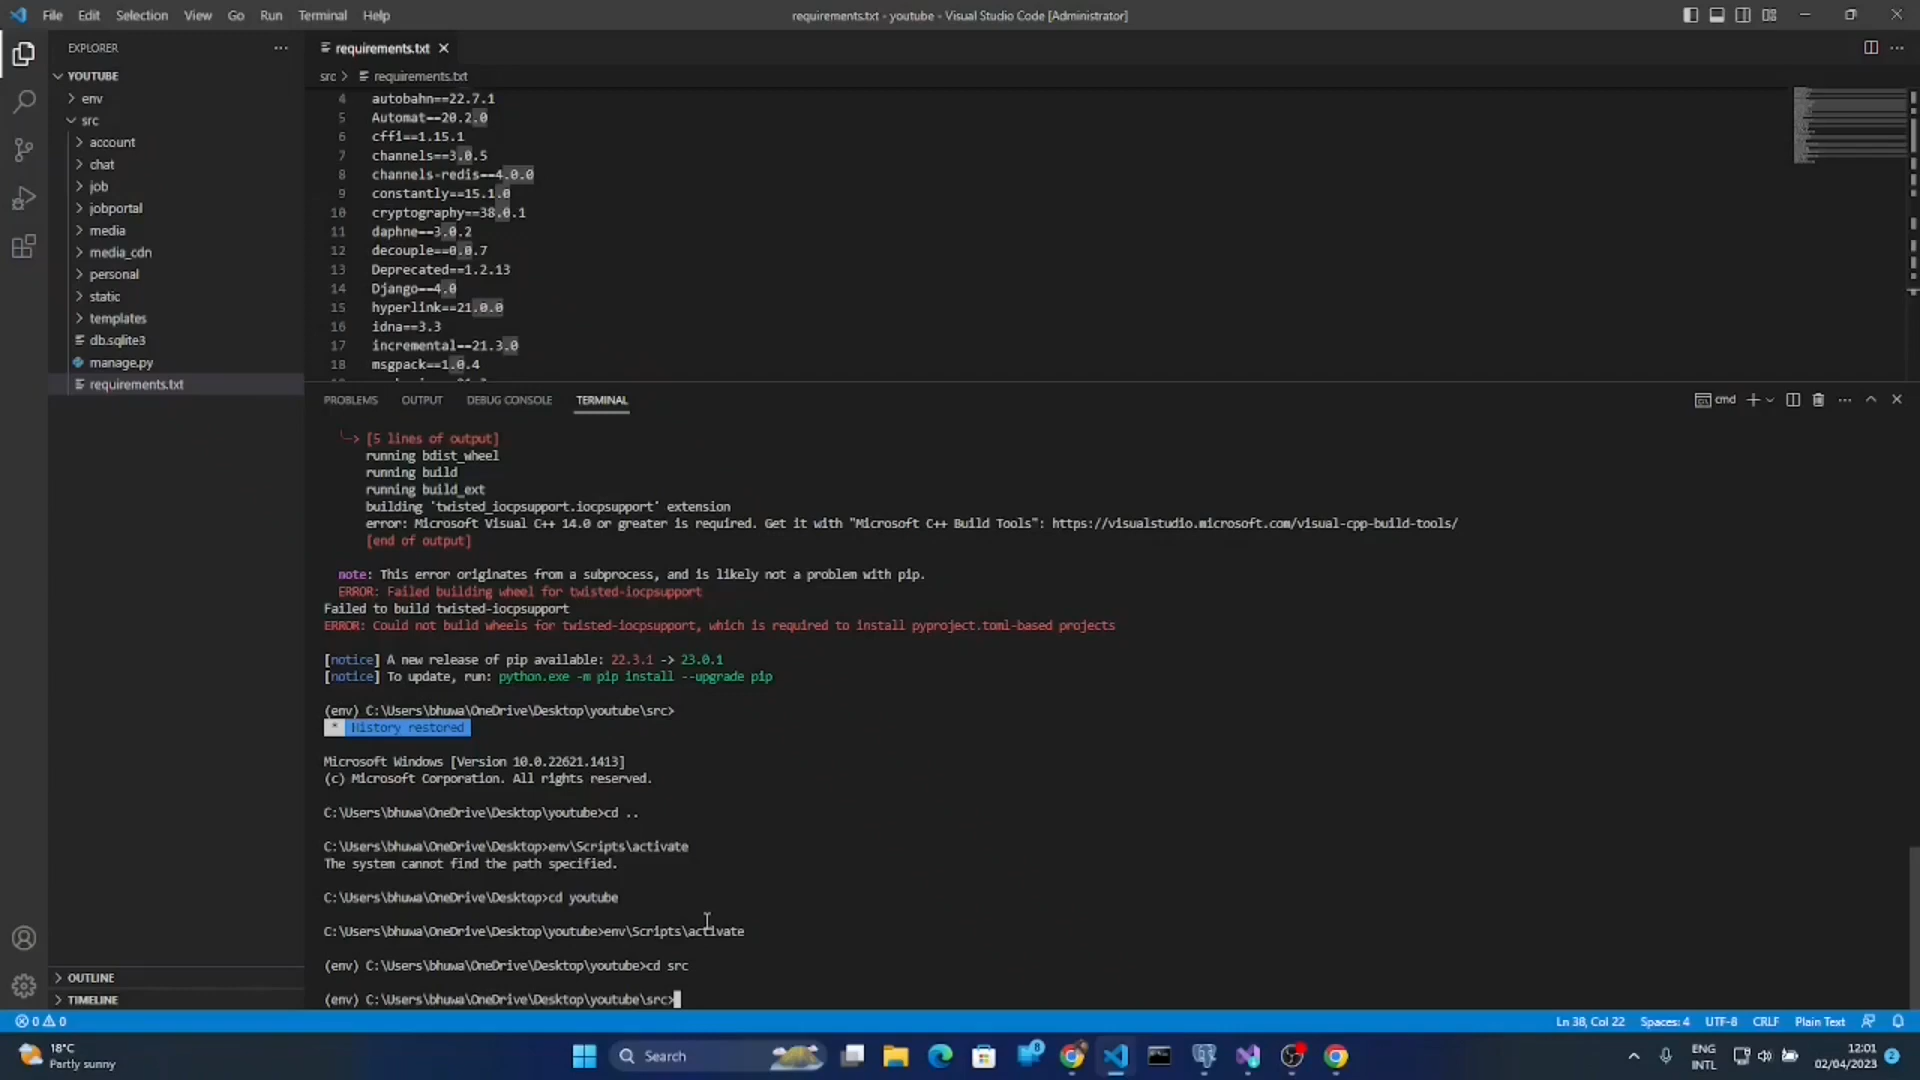 File Edit Selection View Go Run Terminal Help
requirements.txt - youtube - Visual Studio Code [Administrator]
EXPLORER
YOUTUBE
env
src
account
chat
job
jobportal
media
media_cdn
personal
static
templates
db.sqlite3
manage.py
requirements.txt
OUTLINE
TIMELINE
requirements.txt
src > requirements.txt
4 autobahn==22.7.1
5 Automat==20.2.0
6 cffi==1.15.1
7 channels==3.0.5
8 channels-redis==4.0.0
9 constantly==15.1.0
10 cryptography==38.0.1
11 daphne==3.0.2
12 decouple==0.0.7
13 Deprecated==1.2.13
14 Django==4.0
15 hyperlink==21.0.0
16 idna==3.3
17 incremental==21.3.0
18 msgpack==1.0.4
PROBLEMS OUTPUT DEBUG CONSOLE TERMINAL
cmd
[5 lines of output]
running bdist_wheel
running build
running build_ext
building 'twisted_iocpsupport.iocpsupport' extension
error: Microsoft Visual C++ 14.0 or greater is required. Get it with "Microsoft C++ Build Tools": https://visualstudio.microsoft.com/visual-cpp-build-tools/
[end of output]
note: This error originates from a subprocess, and is likely not a problem with pip.
ERROR: Failed building wheel for twisted-iocpsupport
Failed to build twisted-iocpsupport
ERROR: Could not build wheels for twisted-iocpsupport, which is required to install pyproject.toml-based projects
[notice] A new release of pip available: 22.3.1 -> 23.0.1
[notice] To update, run: python.exe -m pip install --upgrade pip
(env) C:\Users\bhuwa\OneDrive\Desktop\youtube\src>
* History restored
Microsoft Windows [Version 10.0.22621.1413]
(c) Microsoft Corporation. All rights reserved.
C:\Users\bhuwa\OneDrive\Desktop\youtube>cd ..
C:\Users\bhuwa\OneDrive\Desktop>env\Scripts\activate
The system cannot find the path specified.
C:\Users\bhuwa\OneDrive\Desktop>cd youtube
C:\Users\bhuwa\OneDrive\Desktop\youtube>env\Scripts\activate
(env) C:\Users\bhuwa\OneDrive\Desktop\youtube>cd src
(env) C:\Users\bhuwa\OneDrive\Desktop\youtube\src>
0 0
Ln 38, Col 22 Spaces: 4 UTF-8 CRLF Plain Text
18°C
Partly sunny
Search
8
ENG
INTL
12:01
02/04/2023
2